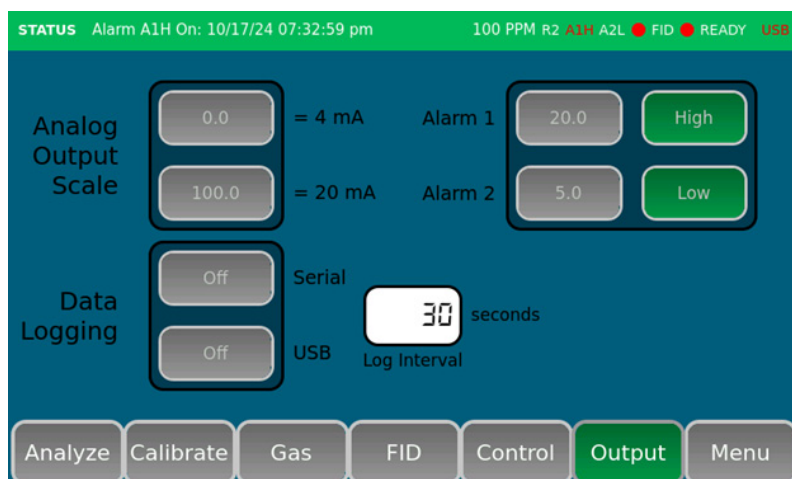 STATUS Alarm A1H On: 10/17/24 07:32:59 pm 100 PPM R2 A1H A2L FID READY USB
Analog
Output
Scale
0.0 = 4 mA
100.0 = 20 mA
Alarm 1 20.0 High
Alarm 2 5.0 Low
Data
Logging
Off Serial
Off USB
30 seconds
Log Interval
Analyze Calibrate Gas FID Control Output Menu